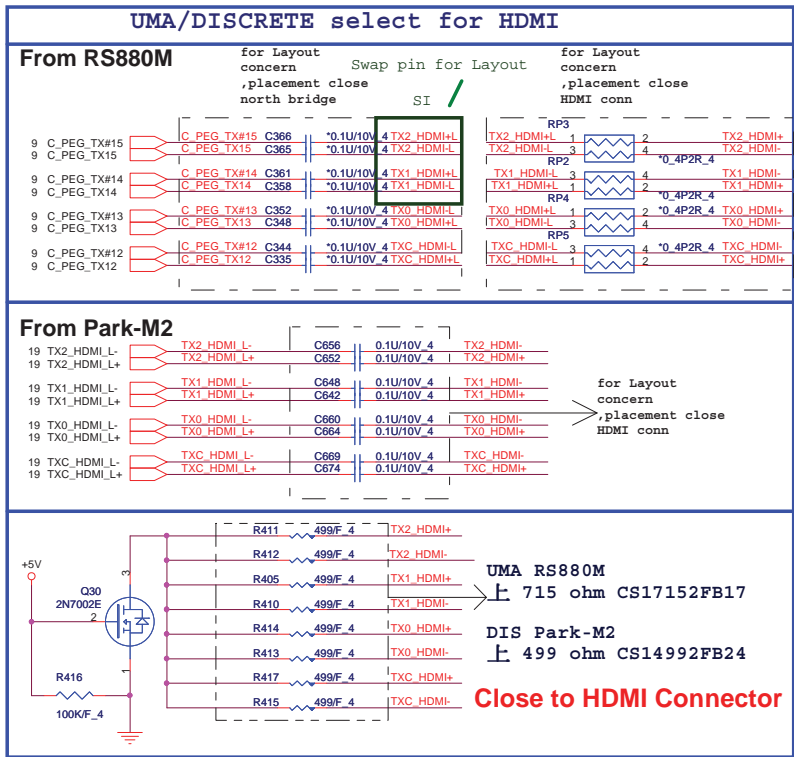 UMA/DISCRETE select for HDMI
From RS880M
for Layout
concern
,placement close
north bridge
Swap pin for Layout
SI
for Layout
concern
,placement close
HDMI conn
9 C_PEG_TX#15 C_PEG_TX#15 C366 *0.1U/10V_4 TX2_HDMI+L
9 C_PEG_TX15 C_PEG_TX15 C365 *0.1U/10V_4 TX2_HDMI-L
9 C_PEG_TX#14 C_PEG_TX#14 C361 *0.1U/10V_4 TX1_HDMI+L
9 C_PEG_TX14 C_PEG_TX14 C358 *0.1U/10V_4 TX1_HDMI-L
9 C_PEG_TX#13 C_PEG_TX#13 C352 *0.1U/10V_4 TX0_HDMI-L
9 C_PEG_TX13 C_PEG_TX13 C348 *0.1U/10V_4 TX0_HDMI+L
9 C_PEG_TX#12 C_PEG_TX#12 C344 *0.1U/10V_4 TXC_HDMI-L
9 C_PEG_TX12 C_PEG_TX12 C335 *0.1U/10V_4 TXC_HDMI+L
RP3
TX2_HDMI+L 1 2 TX2_HDMI+
TX2_HDMI-L 3 4 TX2_HDMI-
RP2 *0_4P2R_4
TX1_HDMI-L 3 4 TX1_HDMI-
TX1_HDMI+L 1 2 TX1_HDMI+
RP4 *0_4P2R_4
TX0_HDMI+L 1 2 *0_4P2R_4 TX0_HDMI+
TX0_HDMI-L 3 4 TX0_HDMI-
RP5
TXC_HDMI-L 3 4 *0_4P2R_4 TXC_HDMI-
TXC_HDMI+L 1 2 TXC_HDMI+
From Park-M2
19 TX2_HDMI_L- TX2_HDMI_L- C656 0.1U/10V_4 TX2_HDMI-
19 TX2_HDMI_L+ TX2_HDMI_L+ C652 0.1U/10V_4 TX2_HDMI+
19 TX1_HDMI_L- TX1_HDMI_L- C648 0.1U/10V_4 TX1_HDMI-
19 TX1_HDMI_L+ TX1_HDMI_L+ C642 0.1U/10V_4 TX1_HDMI+
19 TX0_HDMI_L- TX0_HDMI_L- C660 0.1U/10V_4 TX0_HDMI-
19 TX0_HDMI_L+ TX0_HDMI_L+ C664 0.1U/10V_4 TX0_HDMI+
19 TXC_HDMI_L- TXC_HDMI_L- C669 0.1U/10V_4 TXC_HDMI-
19 TXC_HDMI_L+ TXC_HDMI_L+ C674 0.1U/10V_4 TXC_HDMI+
for Layout
concern
,placement close
HDMI conn
+5V
Q30
2N7002E
3
2
1
R416
100K/F_4
R411 499/F_4 TX2_HDMI+
R412 499/F_4 TX2_HDMI-
R405 499/F_4 TX1_HDMI+
R410 499/F_4 TX1_HDMI-
R414 499/F_4 TX0_HDMI+
R413 499/F_4 TX0_HDMI-
R417 499/F_4 TXC_HDMI+
R415 499/F_4 TXC_HDMI-
UMA RS880M
上 715 ohm CS17152FB17
DIS Park-M2
上 499 ohm CS14992FB24
Close to HDMI Connector